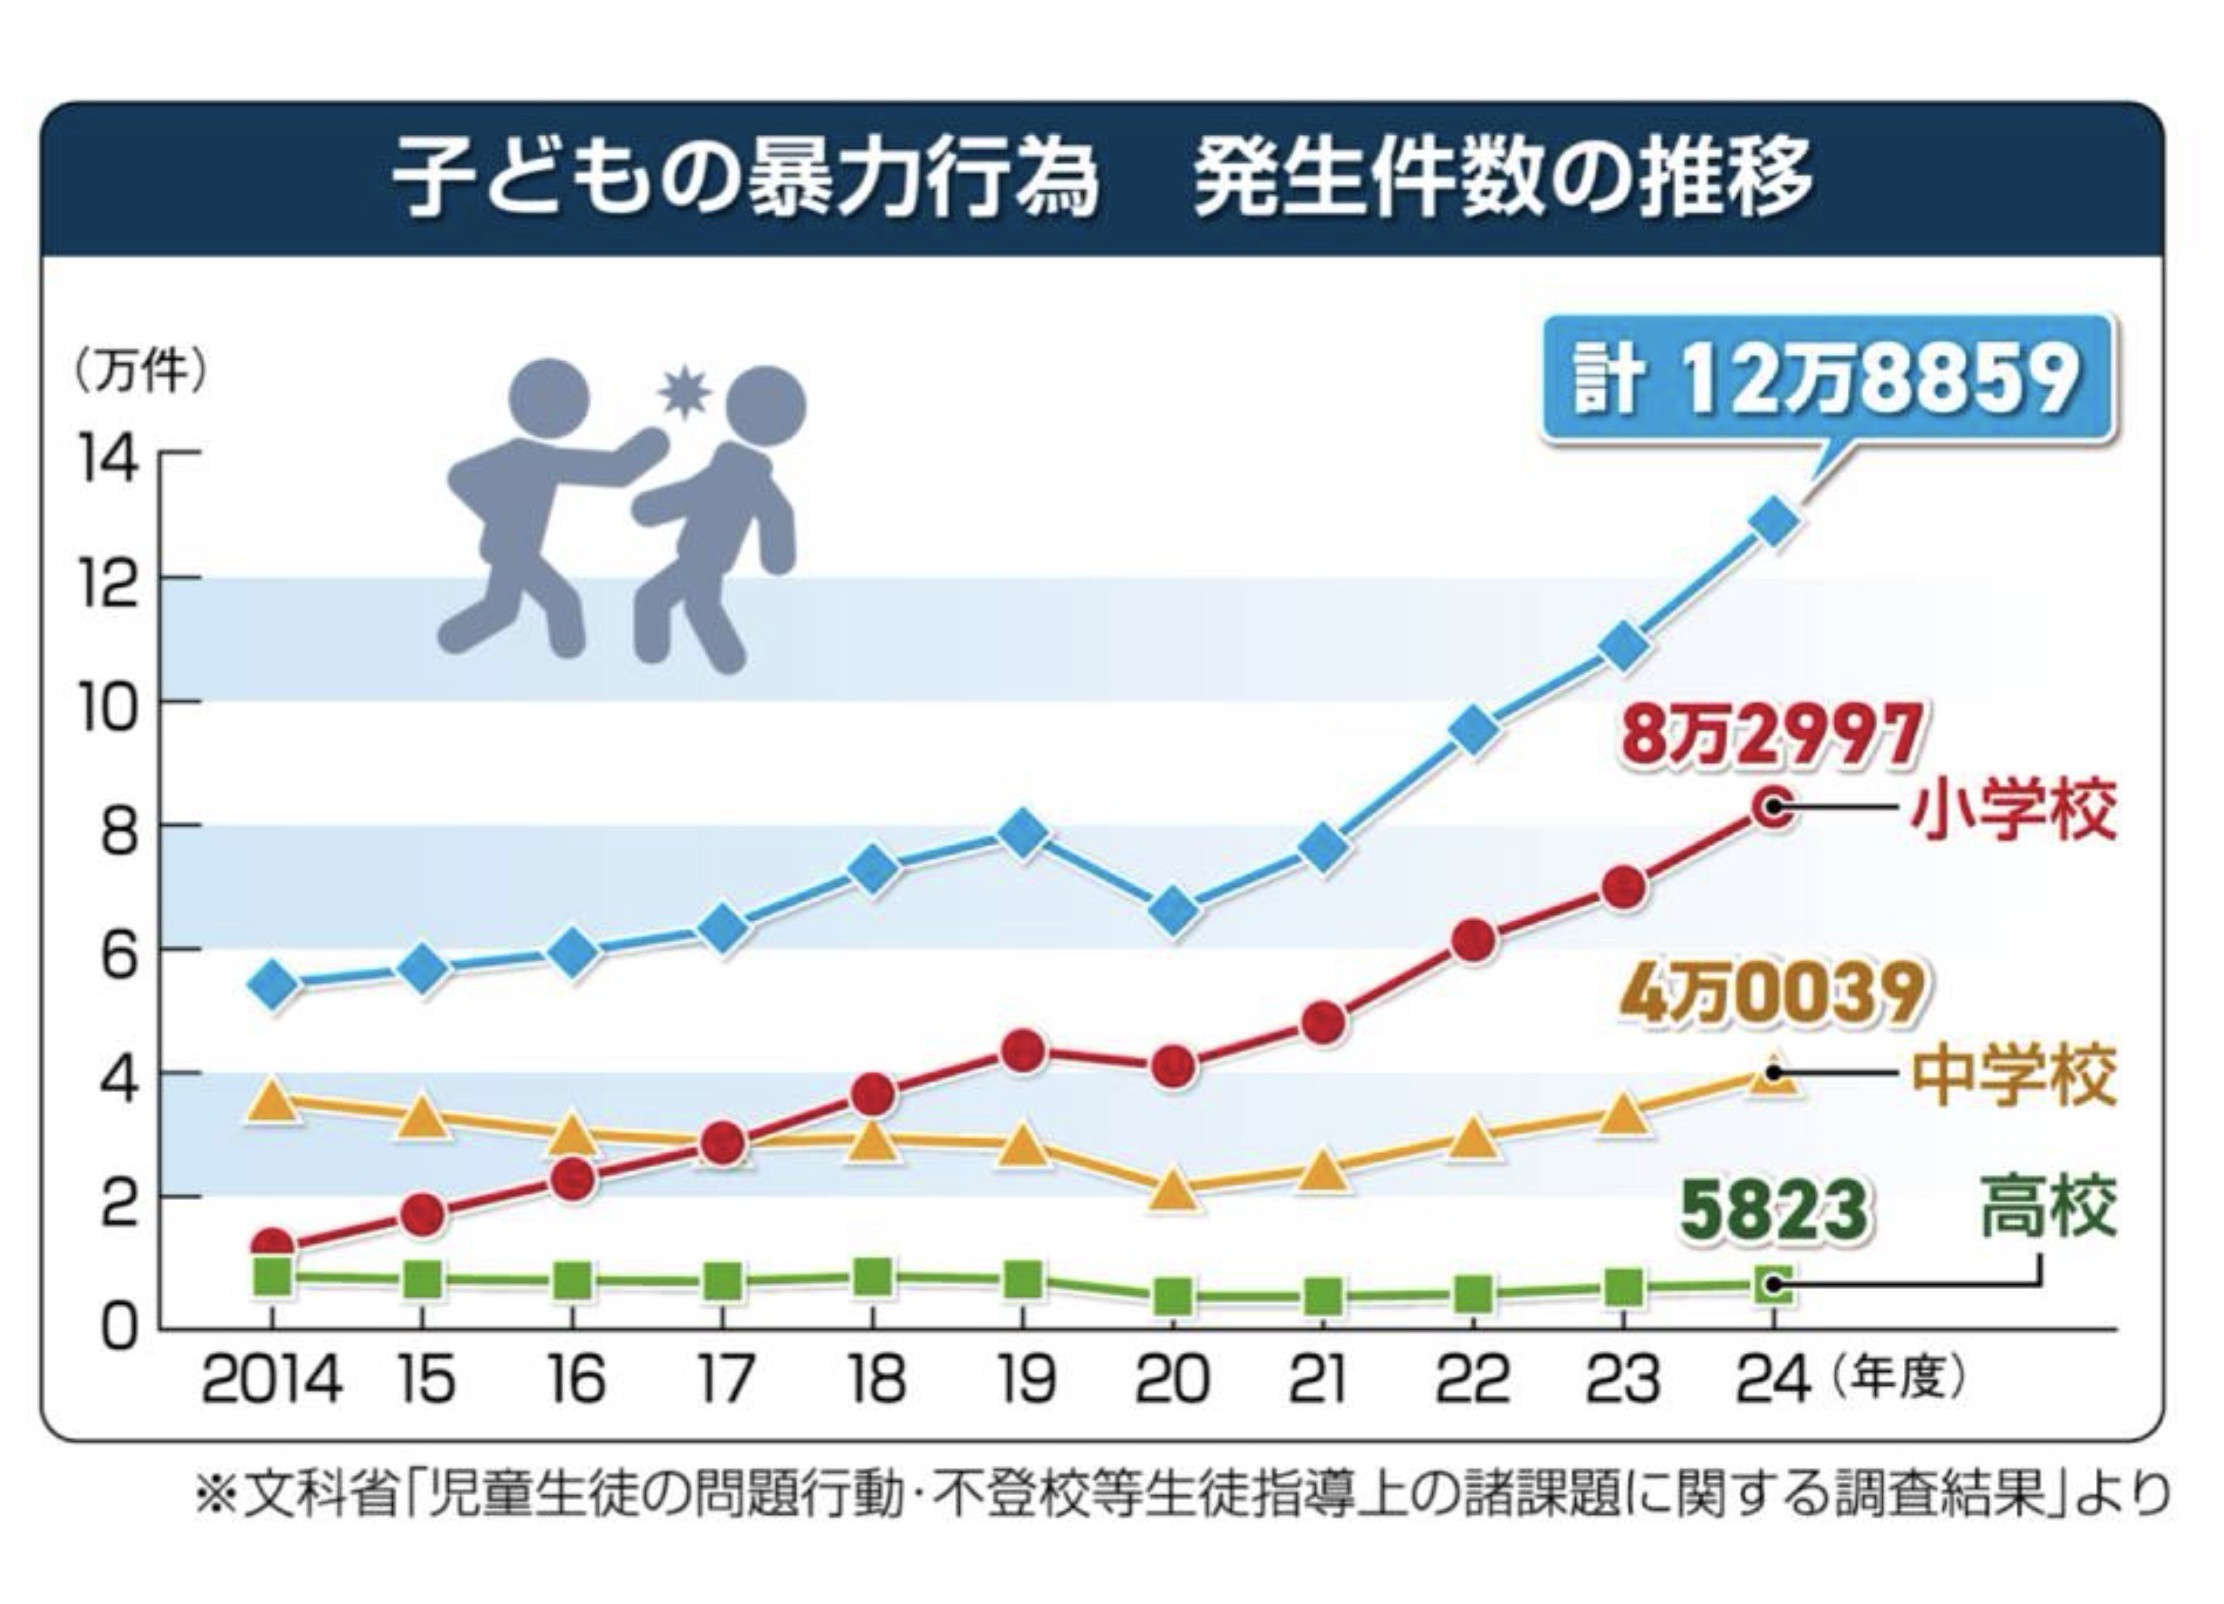 子どもの暴力行為　発生件数の推移
（万件）
計 12万8859
14
12
10
8万2997
小学校
8
6
4万0039
4
中学校
2
5823
高校
0
2014 15 16 17 18 19 20 21 22 23 24（年度）
※文科省｢児童生徒の問題行動･不登校等生徒指導上の諸課題に関する調査結果｣より